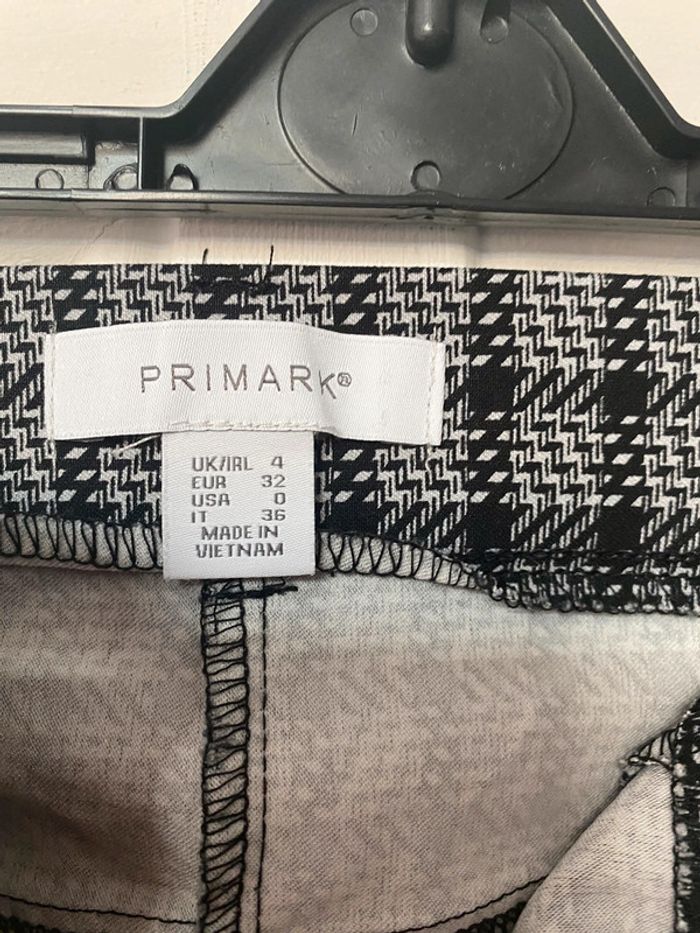 PRIMARK®
UK/IRL 4
EUR 32
USA 0
IT 36
MADE IN
VIETNAM